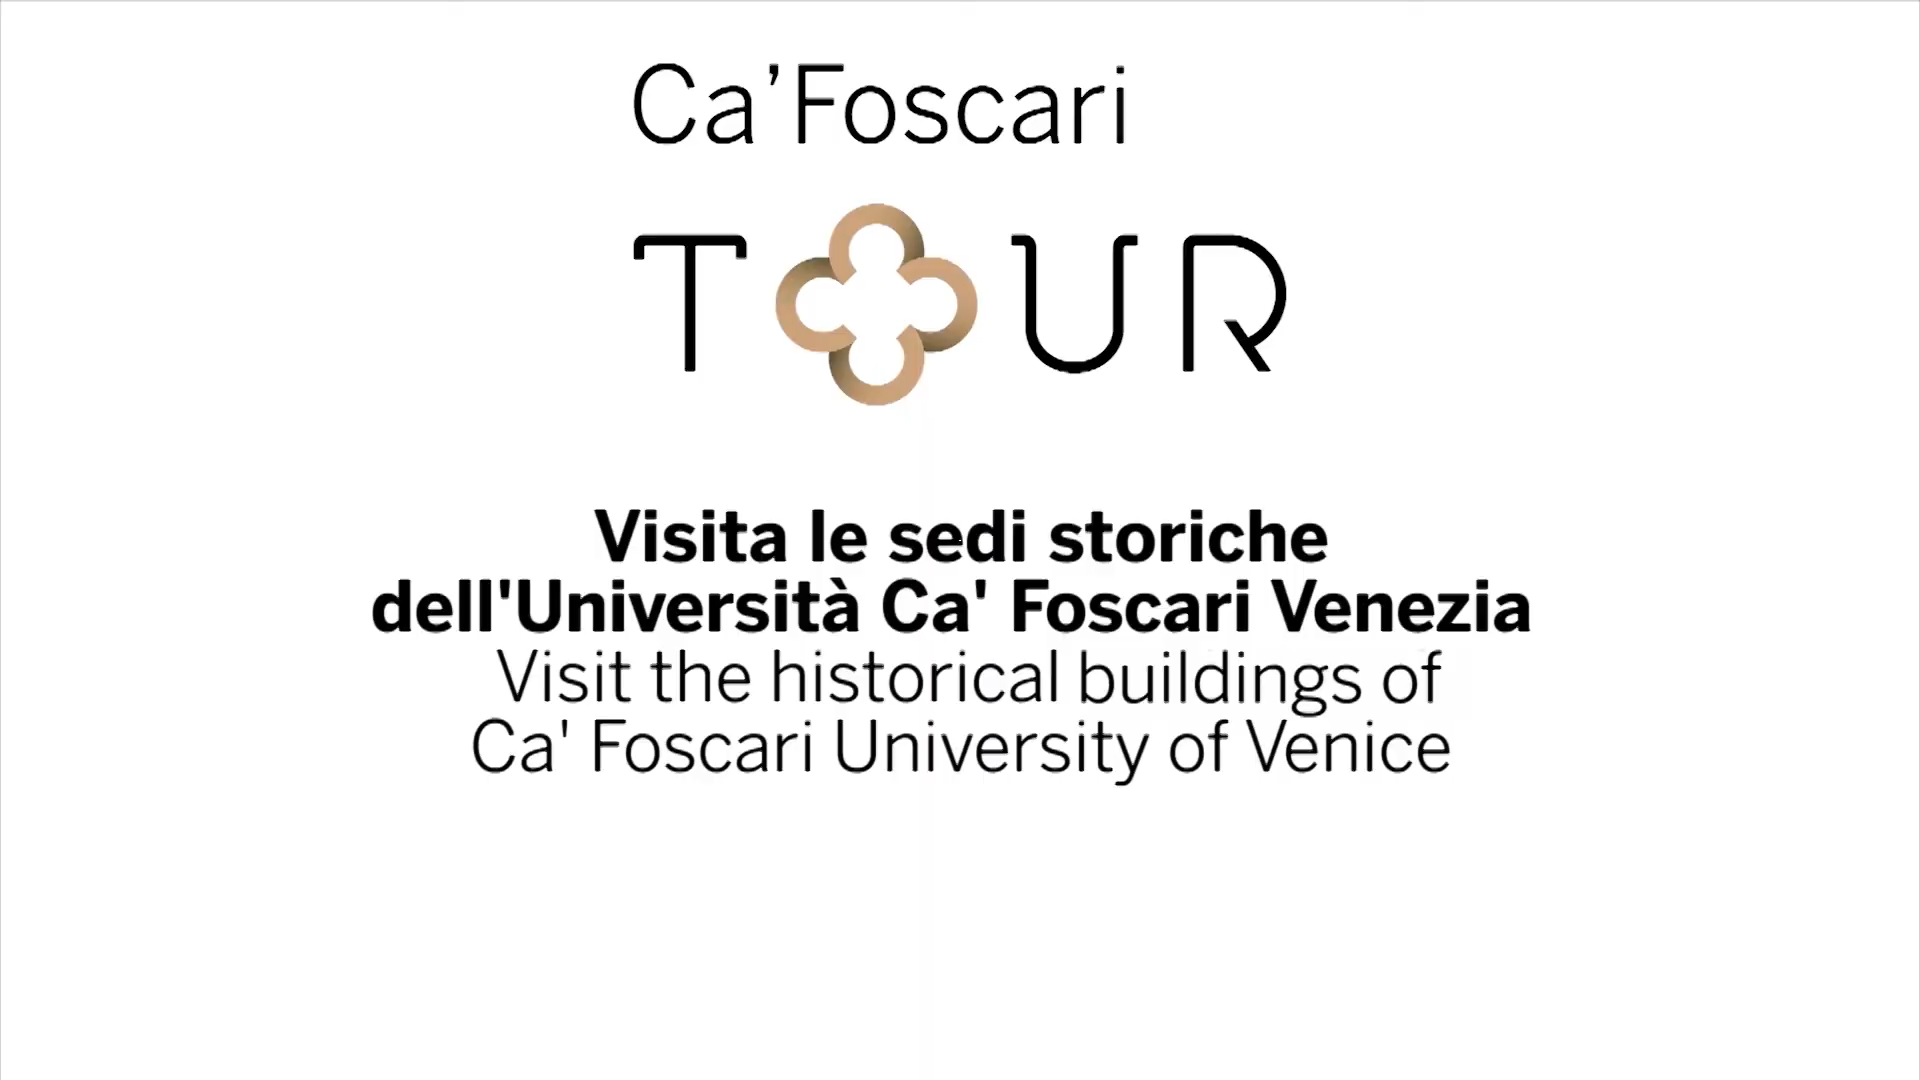 Ca’Foscari
TOUR
Visita le sedi storiche
dell'Università Ca' Foscari Venezia
Visit the historical buildings of
Ca' Foscari University of Venice